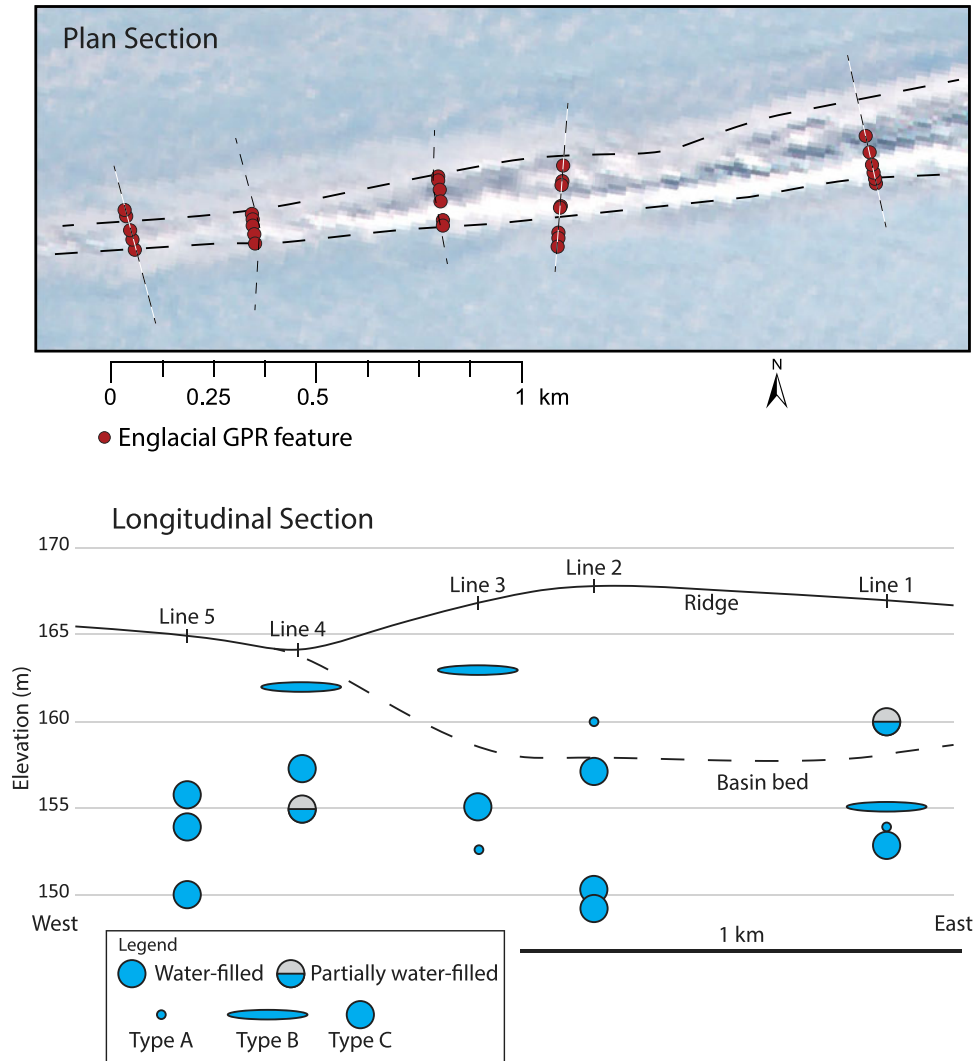 Plan Section
N
0 0.25 0.5 1 km
Englacial GPR feature
Longitudinal Section
170
Line 2
Line 3
Line 1
Ridge
Line 5
Line 4
165
Elevation (m)
160
Basin bed
155
150
West
East
1 km
Legend
Water-filled Partially water-filled
Type A Type B Type C